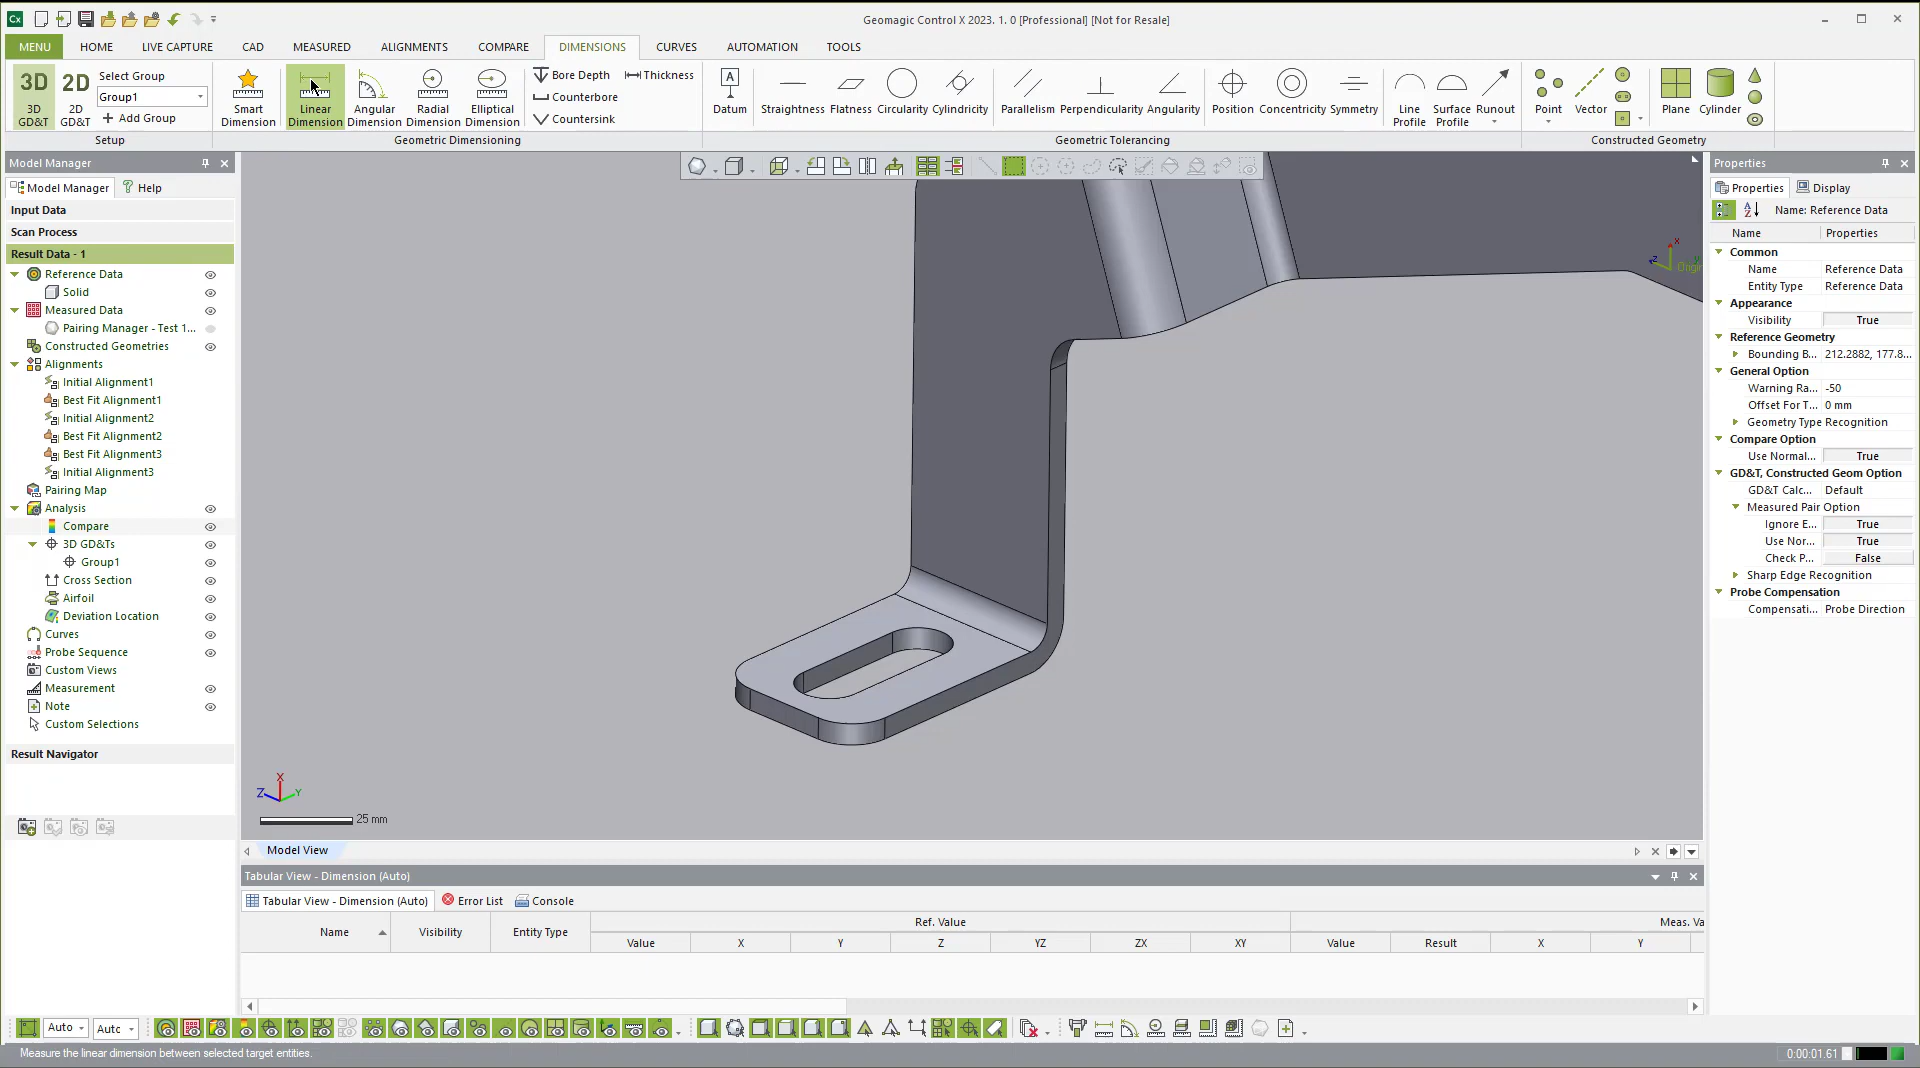 Cx
Geomagic Control X 2023. 1. 0 [Professional] [Not for Resale]
MENU HOME LIVE CAPTURE CAD MEASURED ALIGNMENTS COMPARE DIMENSIONS CURVES AUTOMATION TOOLS
3D 2D Select Group
Group1
3D GD&T 2D GD&T Add Group
Smart Dimension Linear Dimension Angular Dimension Radial Dimension Elliptical Dimension
Bore Depth Thickness
Counterbore
Countersink
Datum Straightness Flatness Circularity Cylindricity Parallelism Perpendicularity Angularity Position Concentricity Symmetry Line Profile Surface Profile Runout Point Vector Plane Cylinder
Setup Geometric Dimensioning Geometric Tolerancing Constructed Geometry
Model Manager
Model Manager Help
Input Data
Scan Process
Result Data - 1
Reference Data
Solid
Measured Data
Pairing Manager - Test 1...
Constructed Geometries
Alignments
Initial Alignment1
Best Fit Alignment1
Initial Alignment2
Best Fit Alignment2
Best Fit Alignment3
Initial Alignment3
Pairing Map
Analysis
Compare
3D GD&Ts
Group1
Cross Section
Airfoil
Deviation Location
Curves
Probe Sequence
Custom Views
Measurement
Note
Custom Selections
Result Navigator
X
Z Y
25 mm
X
Z
Model View
Tabular View - Dimension (Auto)
Tabular View - Dimension (Auto) Error List Console
Name Visibility Entity Type Ref. Value Meas. Va
Value X Y Z YZ ZX XY Value Result X Y
Properties
Properties Display
Name: Reference Data
Name Properties
Common
Name Reference Data
Entity Type Reference Data
Appearance
Visibility True
Reference Geometry
Bounding B... 212.2882, 177.8...
General Option
Warning Ra... -50
Offset For T... 0 mm
Geometry Type Recognition
Compare Option
Use Normal... True
GD&T, Constructed Geom Option
GD&T Calc... Default
Measured Pair Option
Ignore E... True
Use Nor... True
Check P... False
Sharp Edge Recognition
Probe Compensation
Compensati... Probe Direction
Auto Autc
Measure the linear dimension between selected target entities.
0:00:01.61